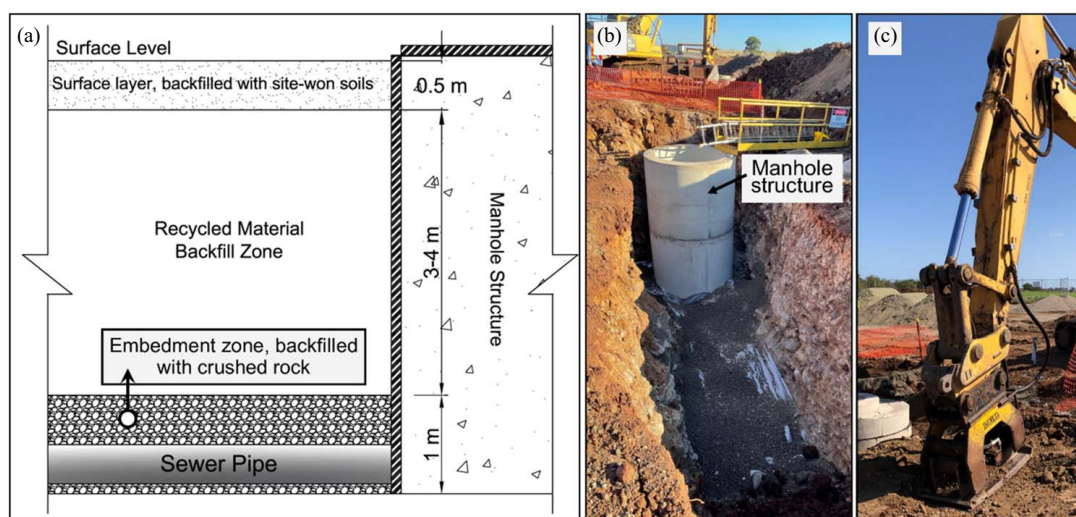 (a)
Surface Level
Surface layer, backfilled with site-won soils
0.5 m
Recycled Material
Backfill Zone
3-4 m
Manhole Structure
Embedment zone, backfilled
with crushed rock
Sewer Pipe
1 m
(b)
Manhole
structure
(c)